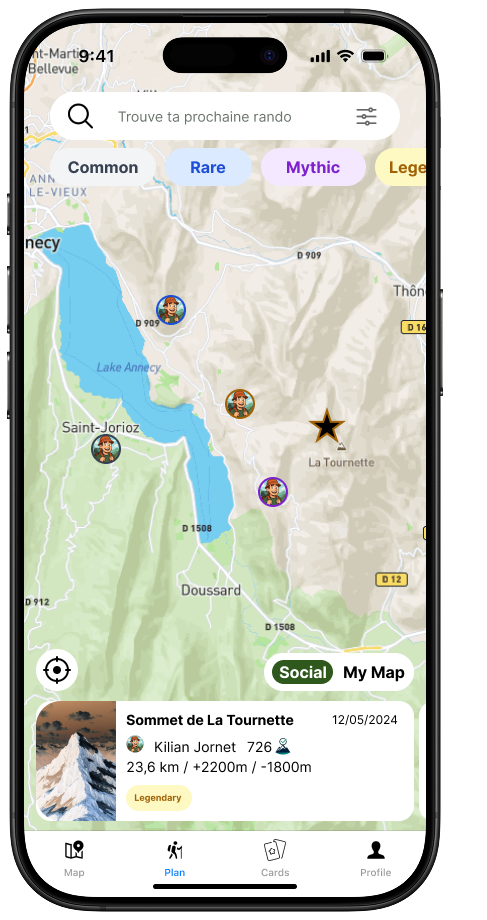 nt-Marti
Bellevue
9:41
Trouve ta prochaine rando
Common
Rare
Mythic
Lege
ANN
LE-VIEUX
necy
D 909
Thôn
D 909
D 16
Lake Annecy
Saint-Jorioz
La Tournette
D 1508
D 12
Doussard
D 912
D 1508
Social
My Map
Sommet de La Tournette
12/05/2024
Kilian Jornet 726
23,6 km / +2200m / -1800m
Legendary
Map
Plan
Cards
Profile